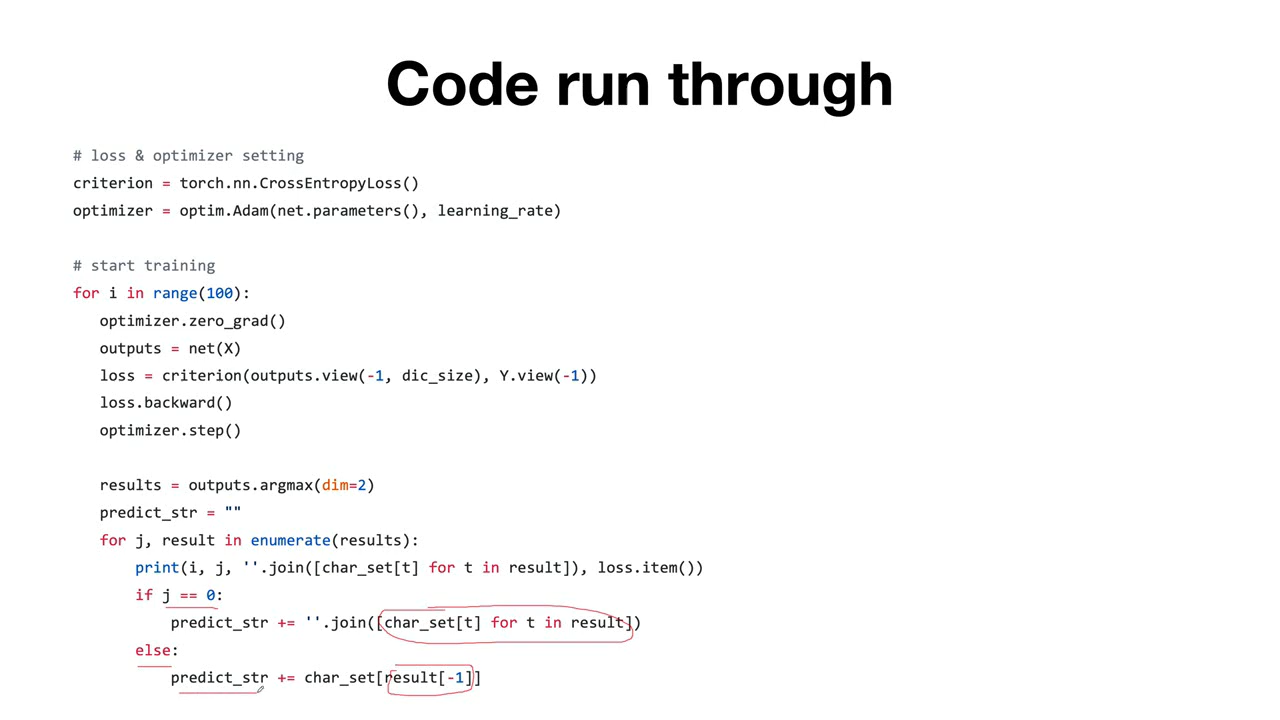 Code run through
# loss & optimizer setting
criterion = torch.nn.CrossEntropyLoss()
optimizer = optim.Adam(net.parameters(), learning_rate)
# start training
for i in range(100):
optimizer.zero_grad()
outputs = net(X)
loss = criterion(outputs.view(-1, dic_size), Y.view(-1))
loss.backward()
optimizer.step()
results = outputs.argmax(dim=2)
predict_str = ""
for j, result in enumerate(results):
print(i, j, ''.join([char_set[t] for t in result]), loss.item())
if j == 0:
predict_str += ''.join([char_set[t] for t in result])
else:
predict_str += char_set[result[-1]]